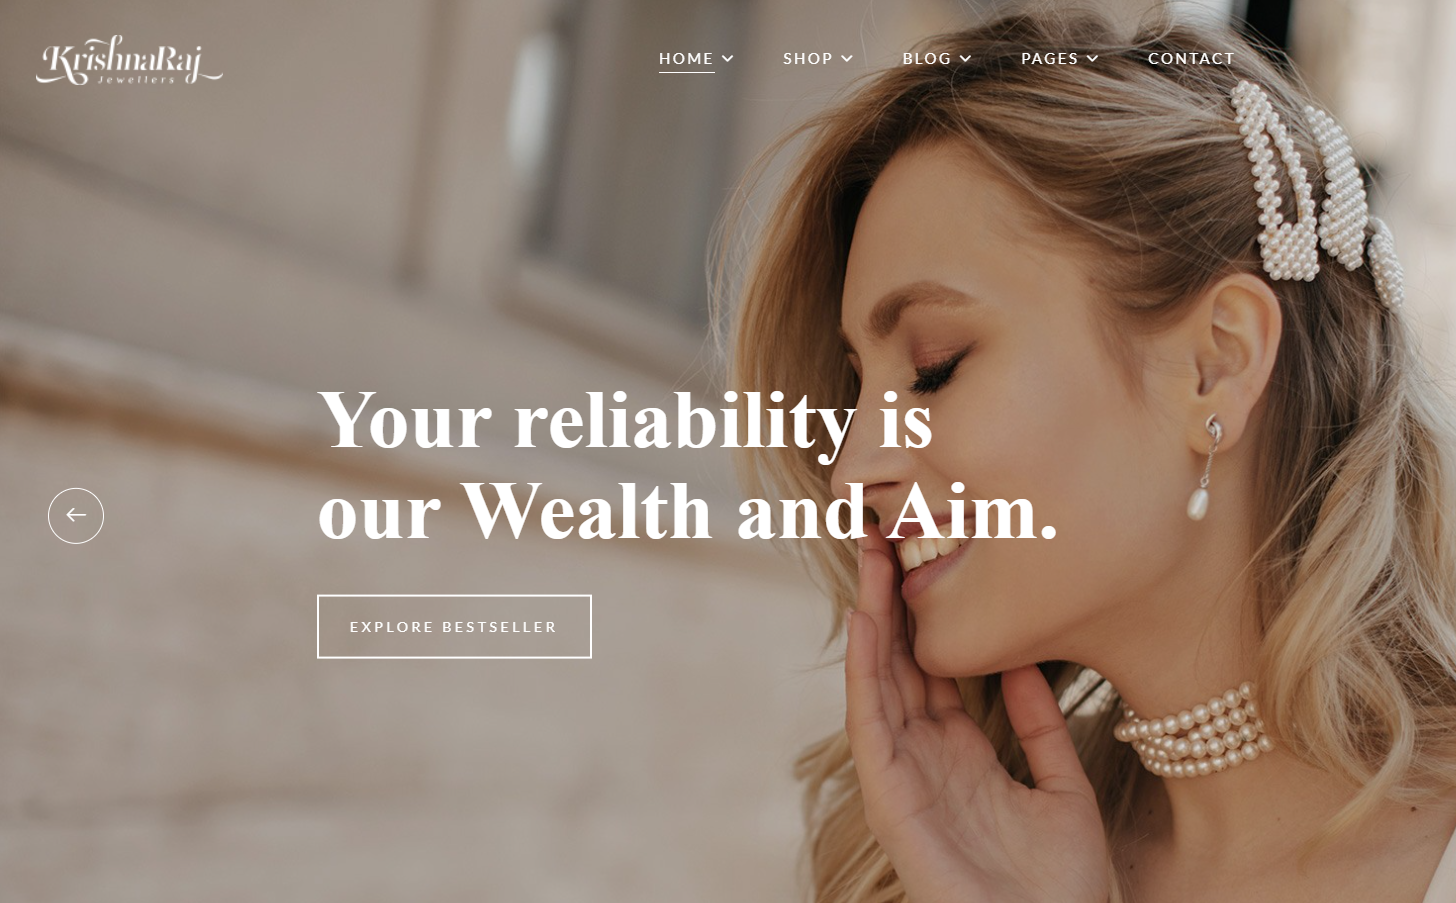 KrishnaRaj
Jewellers
HOME SHOP BLOG PAGES CONTACT
Your reliability is
our Wealth and Aim.
EXPLORE BESTSELLER